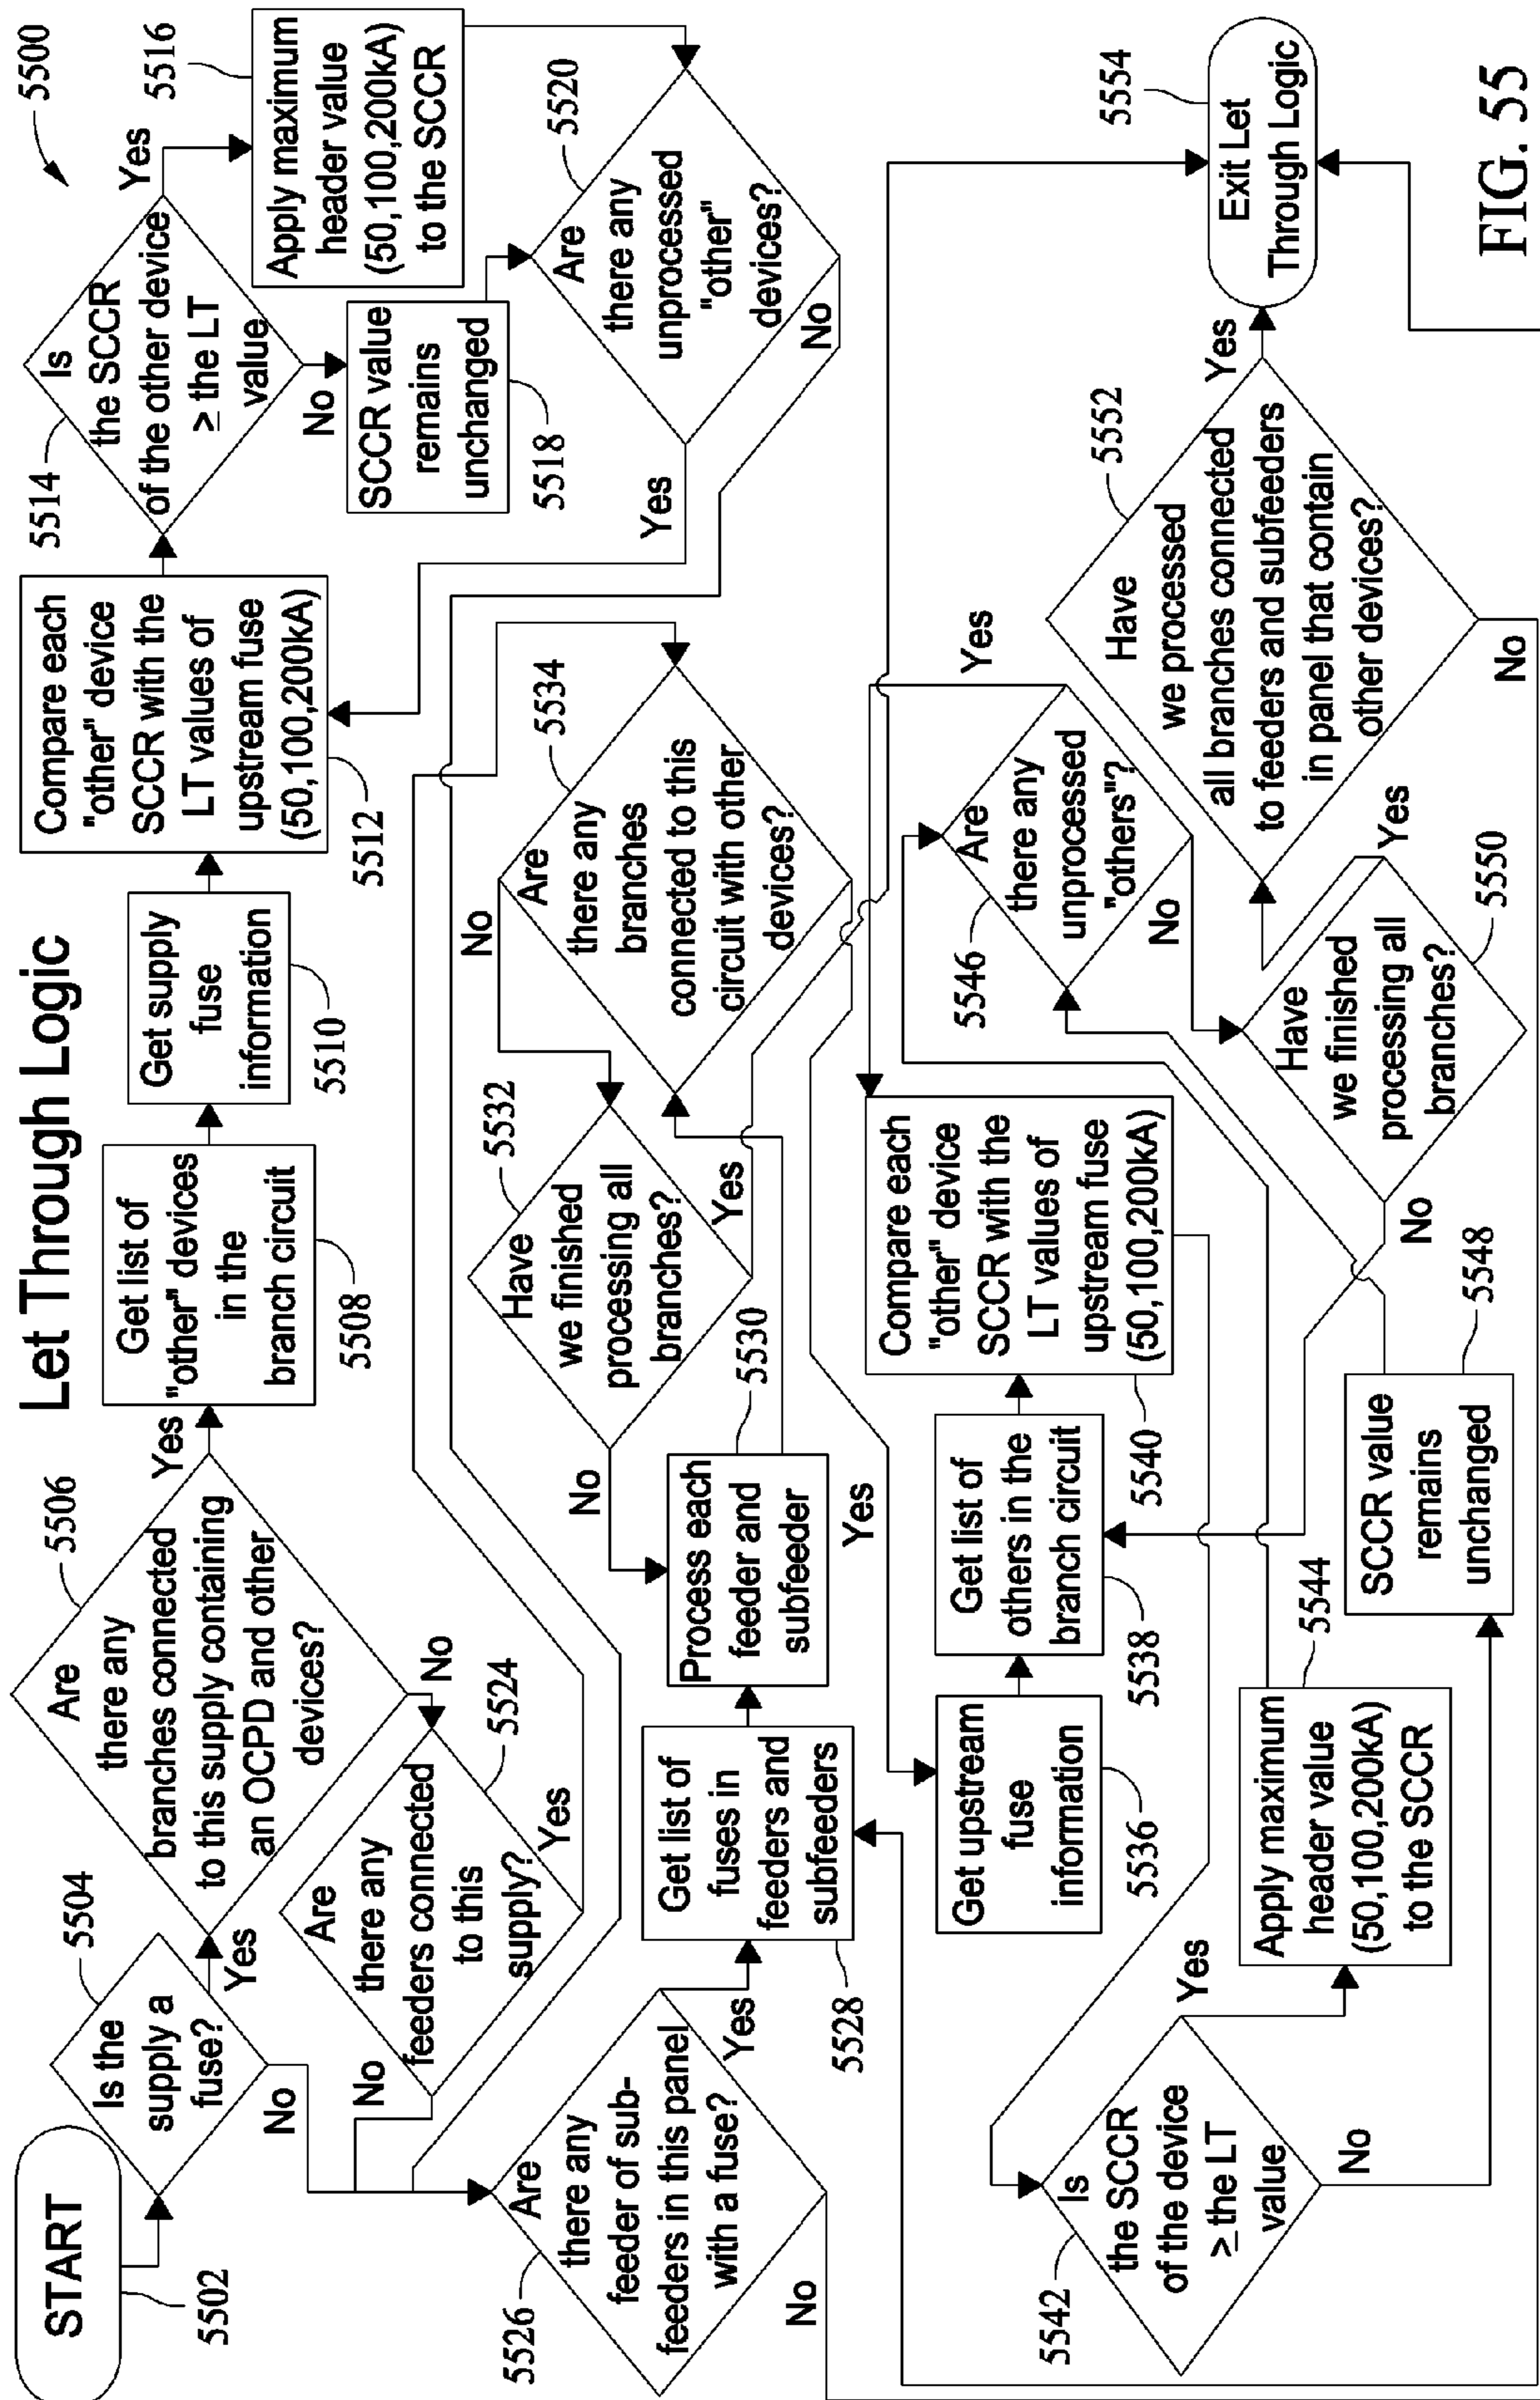 Let Through Logic
5500
START
5502
Is the
supply a
fuse?
5504
Yes
No
Are
there any
branches connected
to this supply containing
an OCPD and other
devices?
5506
Yes
No
Get list of
"other" devices
in the
branch circuit
5508
Get supply
fuse
information
5510
Compare each
"other" device
SCCR with the
LT values of
upstream fuse
(50,100,200kA)
5512
Is
the SCCR
of the other device
≥ the LT
value
5514
Yes
No
Apply maximum
header value
(50,100,200kA)
to the SCCR
5516
SCCR value
remains
unchanged
5518
Are
there any
unprocessed
"other"
devices?
5520
Yes
No
Are
there any
feeders connected
to this
supply?
5524
No
Yes
Are
there any
feeder of sub-
feeders in this panel
with a fuse?
5526
Yes
No
Get list of
fuses in
feeders and
subfeeders
5528
Process each
feeder and
subfeeder
5530
Have
we finished
processing all
branches?
5532
No
Yes
Are
there any
branches
connected to this
circuit with other
devices?
5534
No
Yes
Get upstream
fuse
information
5536
Get list of
others in the
branch circuit
5538
Compare each
"other" device
SCCR with the
LT values of
upstream fuse
(50,100,200kA)
5540
Is
the SCCR
of the device
≥ the LT
value
5542
Yes
No
Apply maximum
header value
(50,100,200kA)
to the SCCR
5544
Are
there any
unprocessed
"others"?
5546
Yes
No
SCCR value
remains
unchanged
5548
Have
we finished
processing all
branches?
5550
No
Yes
Have
we processed
all branches connected
to feeders and subfeeders
in panel that contain
other devices?
5552
Yes
No
Exit Let
Through Logic
5554
FIG. 55